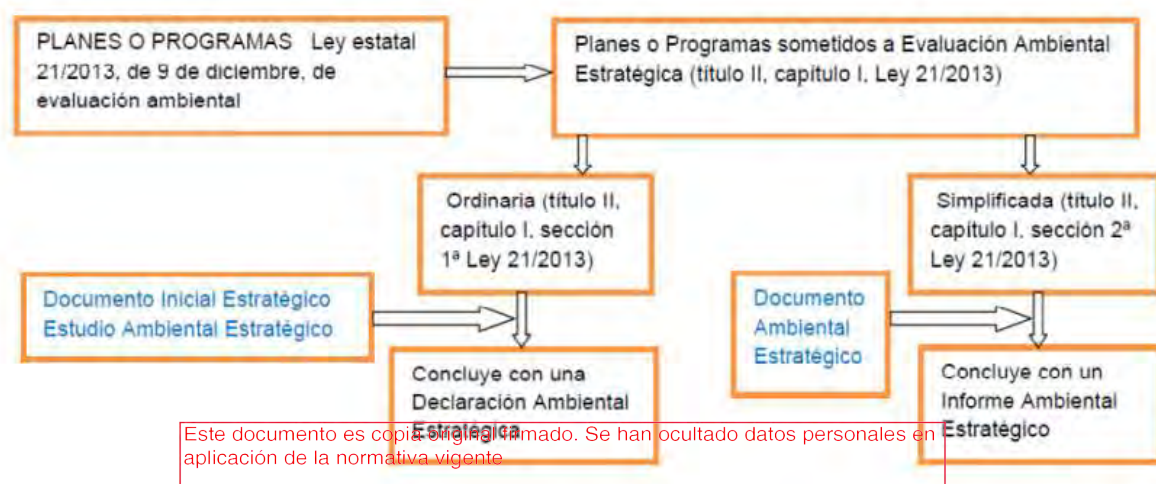 PLANES O PROGRAMAS Ley estatal
21/2013, de 9 de diciembre, de
evaluación ambiental
Planes o Programas sometidos a Evaluación Ambiental
Estratégica (título II, capítulo I, Ley 21/2013)
Ordinaria (título II,
capítulo I, sección
1ª Ley 21/2013)
Simplificada (título II,
capítulo I, sección 2ª
Ley 21/2013)
Documento Inicial Estratégico
Estudio Ambiental Estratégico
Documento
Ambiental
Estratégico
Concluye con una
Declaración Ambiental
Estratégica
Concluye con un
Informe Ambiental
Estratégico
Este documento es copia original firmado. Se han ocultado datos personales en
aplicación de la normativa vigente